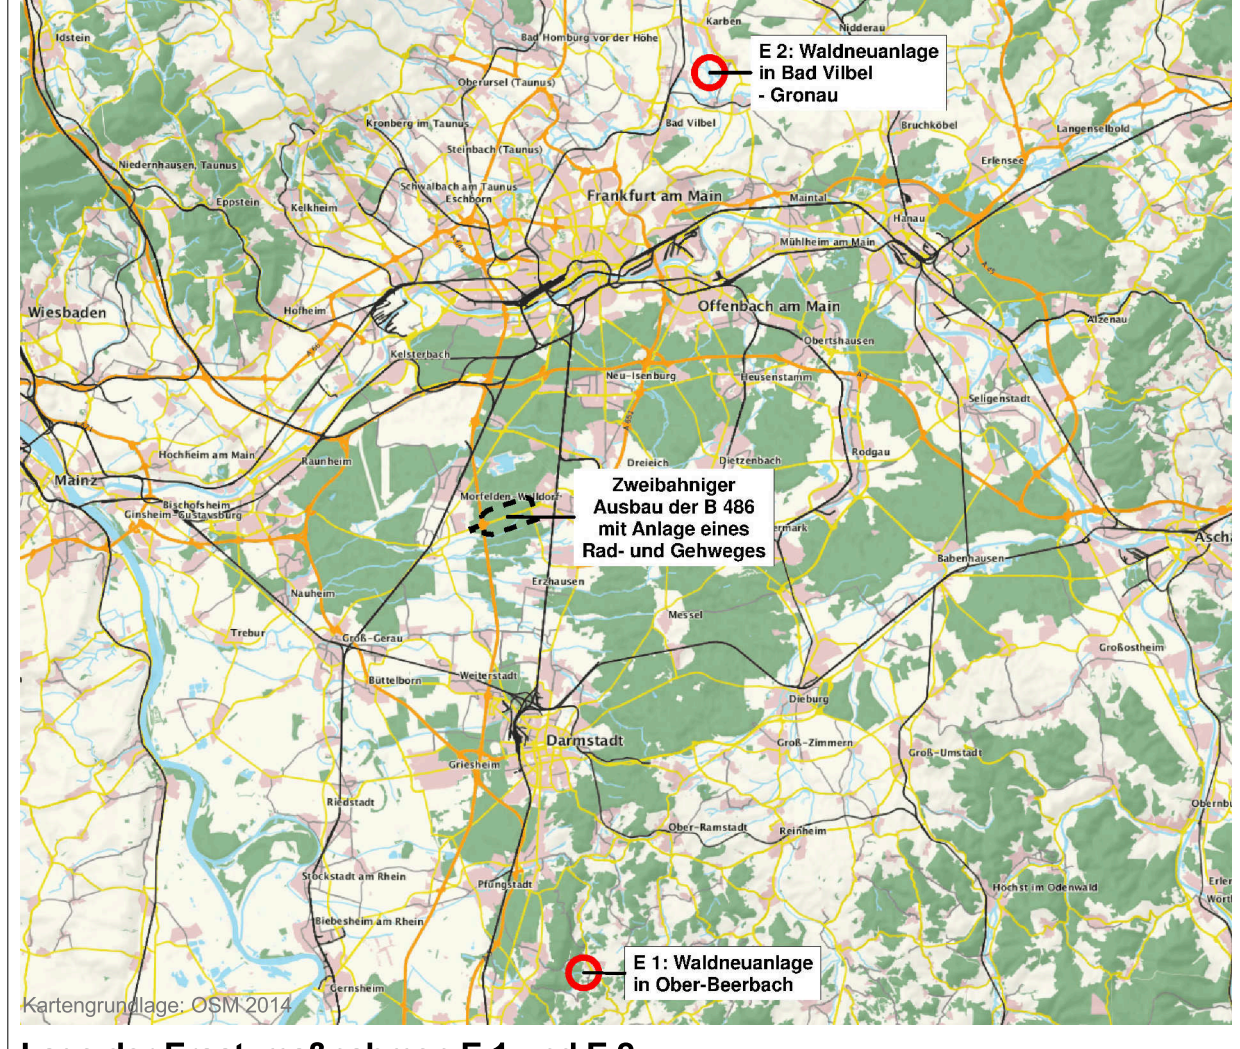 Karben
Nidderau
Idstein
Bad Homburg vor der Höhe
E 2: Waldneuanlage
in Bad Vilbel
- Gronau
Oberursel (Taunus)
Kronberg im Taunus
Bad Vilbel
Bruchköbel
Langenselbold
Steinbach (Taunus)
Erlensee
Niedernhausen, Taunus
Schwalbach am Taunus
Eschborn
Frankfurt am Main
Maintal
Eppstein
Kelkheim
Hanau
Mühlheim am Main
A 45
Wiesbaden
Hofheim
Offenbach am Main
Alzenau
Obertshausen
A 66
Kelsterbach
Neu-Isenburg
Heusenstamm
Seligenstadt
A 661
Hochheim am Main
Raunheim
Dreieich
Dietzenbach
Rodgau
Mainz
Zweibahniger
Ausbau der B 486
mit Anlage eines
Rad- und Gehweges
Bischofsheim
Ginsheim-Gustavsburg
Babenhausen
Erzhausen
Nauheim
Messel
Trebur
Groß-Gerau
Großostheim
Büttelborn
Weiterstadt
Dieburg
Darmstadt
Groß-Zimmern
Groß-Umstadt
Griesheim
Riedstadt
Ober-Ramstadt
Reinheim
Stockstadt am Rhein
Pfungstadt
Höchst im Odenwald
Biebesheim am Rhein
E 1: Waldneuanlage
in Ober-Beerbach
Gernsheim
Kartengrundlage: OSM 2014